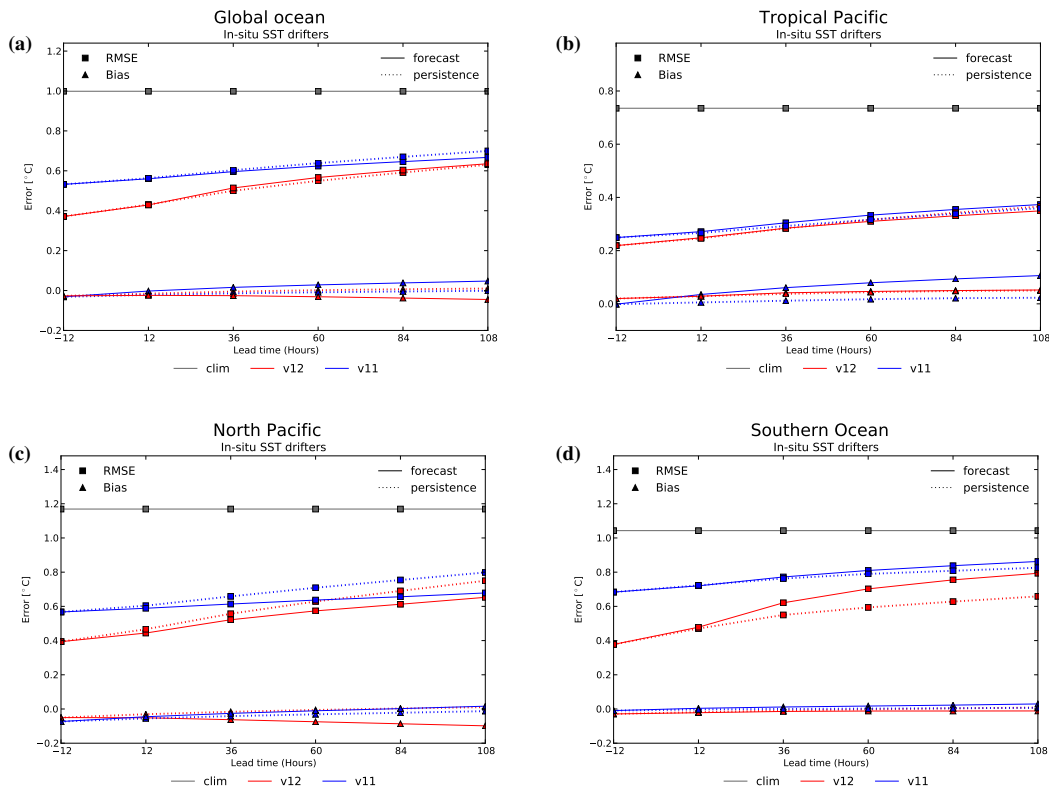 Global ocean
In-situ SST drifters
(a)
RMSE
Bias
forecast
persistence
1.2
1.0
0.8
0.6
0.4
0.2
0.0
−0.2
Error [°C]
−12 12 36 60 84 108
Lead time (Hours)
clim v12 v11
Tropical Pacific
In-situ SST drifters
(b)
RMSE
Bias
forecast
persistence
0.8
0.6
0.4
0.2
0.0
Error [°C]
−12 12 36 60 84 108
Lead time (Hours)
clim v12 v11
North Pacific
In-situ SST drifters
(c)
RMSE
Bias
forecast
persistence
1.4
1.2
1.0
0.8
0.6
0.4
0.2
0.0
−0.2
Error [°C]
−12 12 36 60 84 108
Lead time (Hours)
clim v12 v11
Southern Ocean
In-situ SST drifters
(d)
RMSE
Bias
forecast
persistence
1.4
1.2
1.0
0.8
0.6
0.4
0.2
0.0
−0.2
Error [°C]
−12 12 36 60 84 108
Lead time (Hours)
clim v12 v11